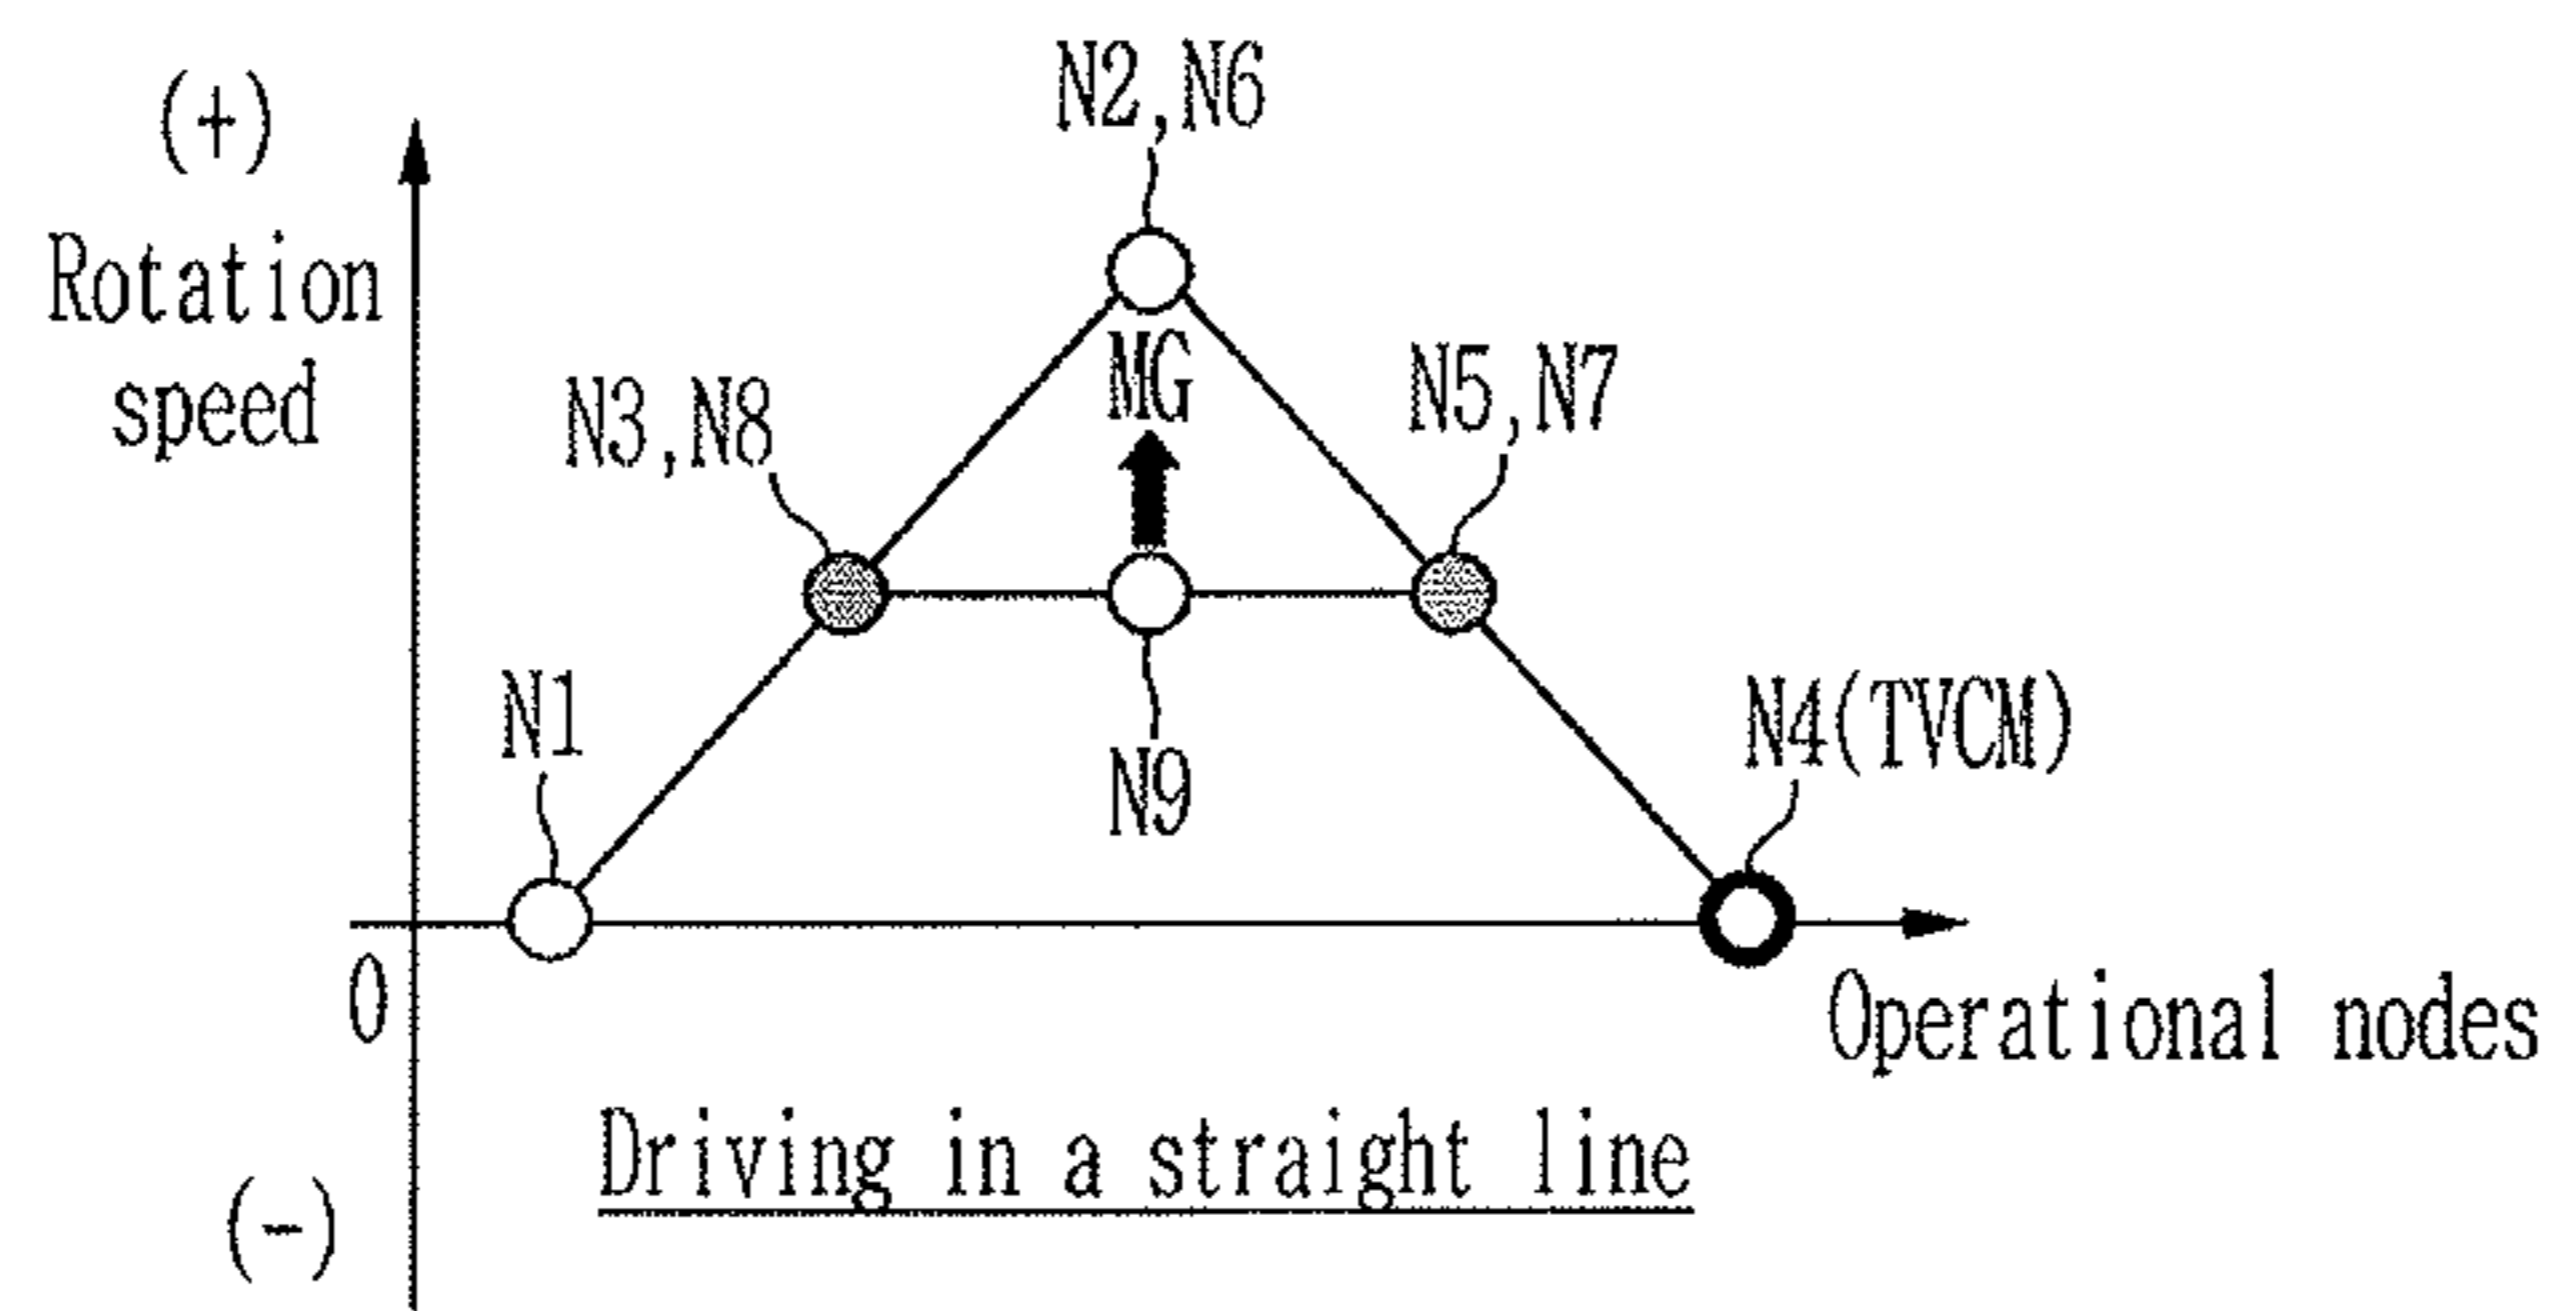 (+)
Rotation
speed
N2,N6
MG
N3,N8
N5,N7
N1
N9
N4(TVCM)
0
Operational nodes
Driving in a straight line
(-)